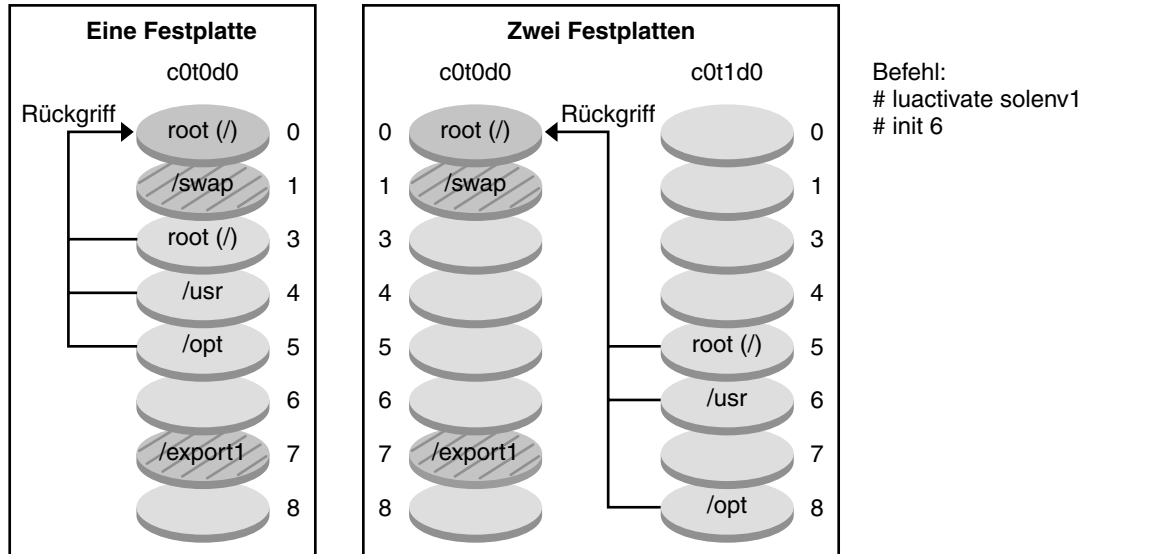 Eine Festplatte
c0t0d0
Rückgriff
root (/) 0
/swap 1
root (/) 3
/usr 4
/opt 5
6
/export1 7
8
Zwei Festplatten
c0t0d0 c0t1d0
Rückgriff
0 root (/) 0
1 /swap 1
3 3
4 4
5 root (/) 5
6 /usr 6
7 /export1 7
8 /opt 8
Befehl:
# luactivate solenv1
# init 6